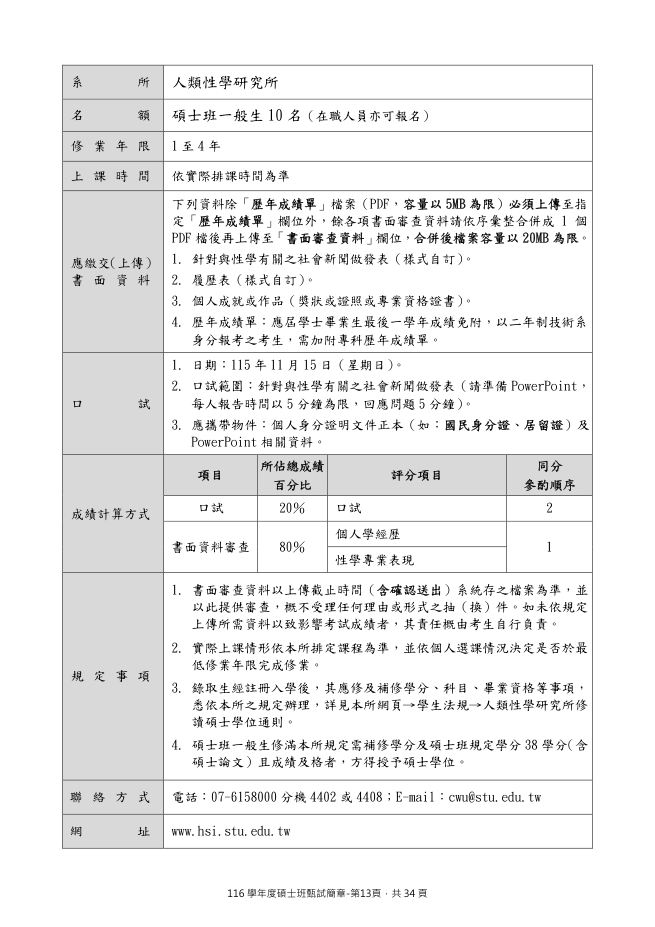 系所 人類性學研究所
名額 碩士班一般生 10 名（在職人員亦可報名）
修業年限 1 至 4 年
上課時間 依實際排課時間為準
應繳交(上傳)
書面資料
下列資料除「歷年成績單」檔案（PDF，容量以 5MB 為限）必須上傳至指
定「歷年成績單」欄位外，餘各項書面審查資料請依序彙整合併成 1 個
PDF 檔後再上傳至「書面審查資料」欄位，合併後檔案容量以 20MB 為限。
1. 針對與性學有關之社會新聞做發表（樣式自訂）。
2. 履歷表（樣式自訂）。
3. 個人成就或作品（獎狀或證照或專業資格證書）。
4. 歷年成績單：應屆學士畢業生最後一學年成績免附，以二年制技術系
身分報考之考生，需加附專科歷年成績單。
口試
1. 日期：115 年 11 月 15 日（星期日）。
2. 口試範圍：針對與性學有關之社會新聞做發表（請準備 PowerPoint，
每人報告時間以 5 分鐘為限，回應問題 5 分鐘）。
3. 應攜帶物件：個人身分證明文件正本（如：國民身分證、居留證）及
PowerPoint 相關資料。
成績計算方式
項目 所佔總成績百分比 評分項目 同分參酌順序
口試 20% 口試 2
書面資料審查 80% 個人學經歷 1
性學專業表現
規定事項
1. 書面審查資料以上傳截止時間（含確認送出）系統存之檔案為準，並
以此提供審查，概不受理任何理由或形式之抽（換）件。如未依規定
上傳所需資料以致影響考試成績者，其責任概由考生自行負責。
2. 實際上課情形依本所排定課程為準，並依個人選課情況決定是否於最
低修業年限完成修業。
3. 錄取生經註冊入學後，其應修及補修學分、科目、畢業資格等事項，
悉依本所之規定辦理，詳見本所網頁→學生法規→人類性學研究所修
讀碩士學位通則。
4. 碩士班一般生修滿本所規定需補修學分及碩士班規定學分 38 學分(含
碩士論文）且成績及格者，方得授予碩士學位。
聯絡方式 電話：07-6158000 分機 4402 或 4408；E-mail：cwu@stu.edu.tw
網址 www.hsi.stu.edu.tw
116 學年度碩士班甄試簡章-第13頁，共 34 頁